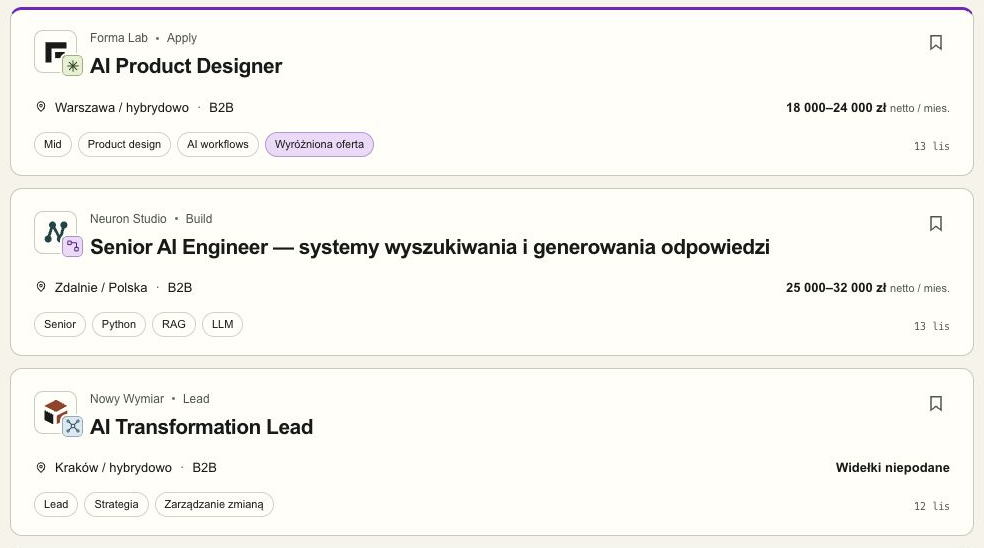 Forma Lab • Apply
AI Product Designer
Warszawa / hybrydowo · B2B
18 000–24 000 zł netto / mies.
Mid Product design AI workflows Wyróżniona oferta
13 lis
Neuron Studio • Build
Senior AI Engineer — systemy wyszukiwania i generowania odpowiedzi
Zdalnie / Polska · B2B
25 000–32 000 zł netto / mies.
Senior Python RAG LLM
13 lis
Nowy Wymiar • Lead
AI Transformation Lead
Kraków / hybrydowo · B2B
Widełki niepodane
Lead Strategia Zarządzanie zmianą
12 lis